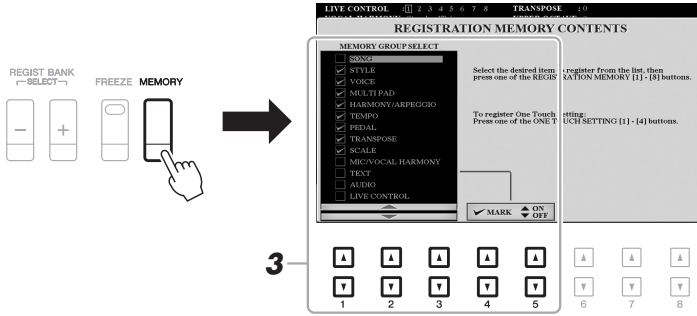 REGIST BANK
SELECT
FREEZE
MEMORY
LIVE CONTROL : 1 2 3 4 5 6 7 8 TRANSPOSE : 0
REGISTRATION MEMORY CONTENTS
MEMORY GROUP SELECT
SONG
STYLE
VOICE
MULTI PAD
HARMONY/ARPEGGIO
TEMPO
PEDAL
TRANSPOSE
SCALE
MIC/VOCAL HARMONY
TEXT
AUDIO
LIVE CONTROL
Select the desired item to register from the list, then
press one of the REGISTRATION MEMORY [1] - [8] buttons.
To register One Touch Setting:
Press one of the ONE TOUCH SETTING [1] - [4] buttons.
MARK
ON
OFF
3
1 2 3 4 5 6 7 8